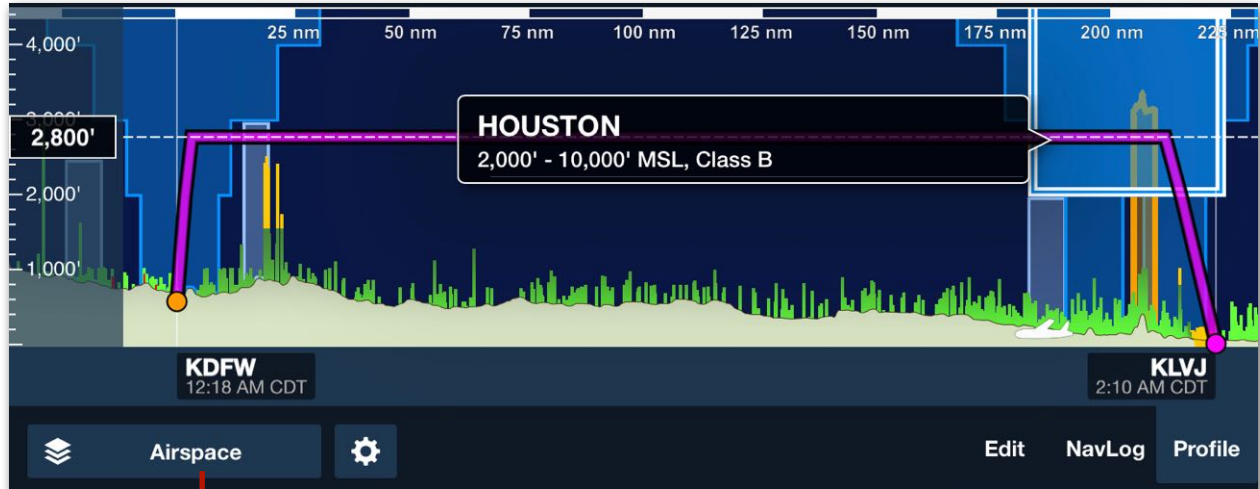 4,000'
25 nm
50 nm
75 nm
100 nm
125 nm
150 nm
175 nm
200 nm
225 nm
3,000'
2,800'
HOUSTON
2,000' - 10,000' MSL, Class B
2,000'
1,000'
KDFW
12:18 AM CDT
KLVJ
2:10 AM CDT
Airspace
Edit
NavLog
Profile